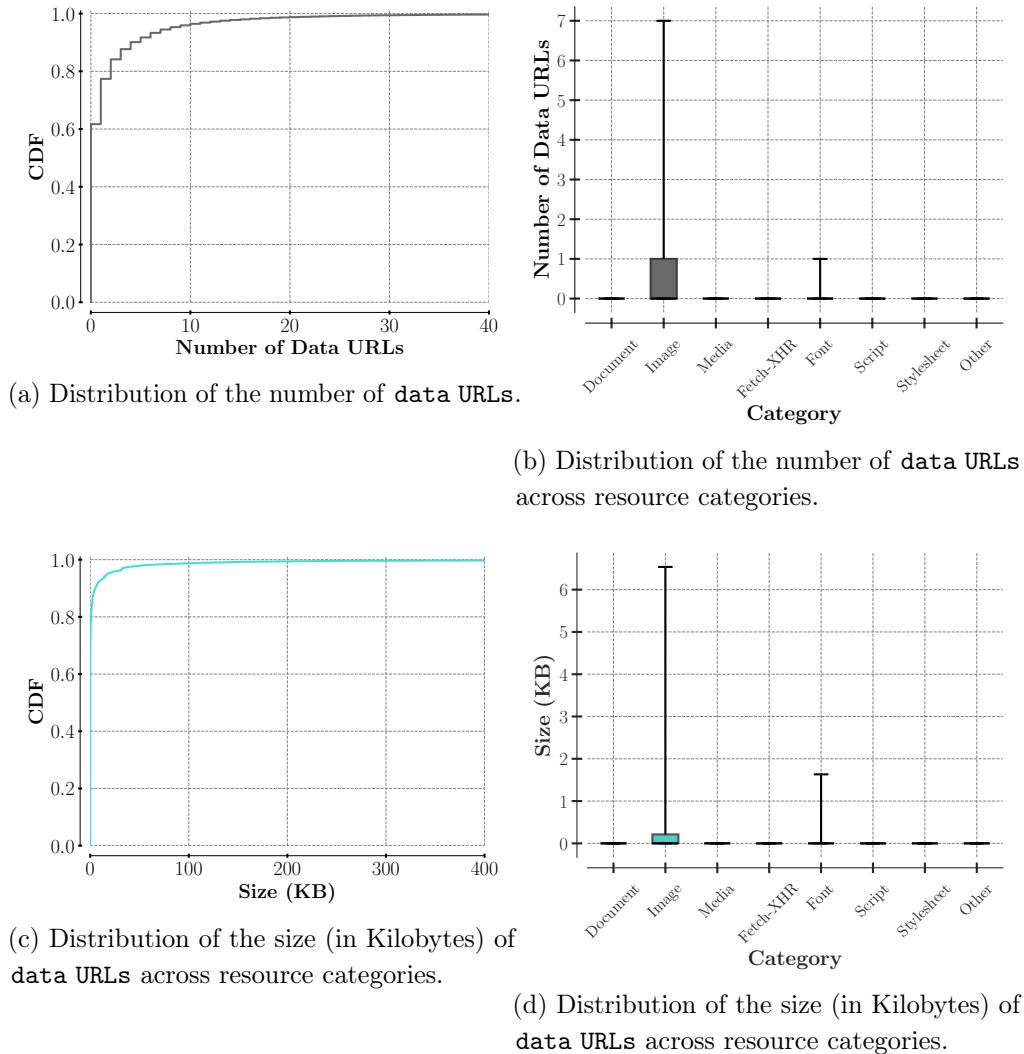 1.0
0.8
0.6
0.4
0.2
0.0
CDF
0
10
20
30
40
Number of Data URLs
(a) Distribution of the number of data URLs.
7
6
5
4
3
2
1
0
Number of Data URLs
Document
Image
Media
Fetch-XHR
Font
Script
Stylesheet
Other
Category
(b) Distribution of the number of data URLs
across resource categories.
1.0
0.8
0.6
0.4
0.2
0.0
CDF
0
100
200
300
400
Size (KB)
(c) Distribution of the size (in Kilobytes) of
data URLs across resource categories.
6
5
4
3
2
1
0
Size (KB)
Document
Image
Media
Fetch-XHR
Font
Script
Stylesheet
Other
Category
(d) Distribution of the size (in Kilobytes) of
data URLs across resource categories.